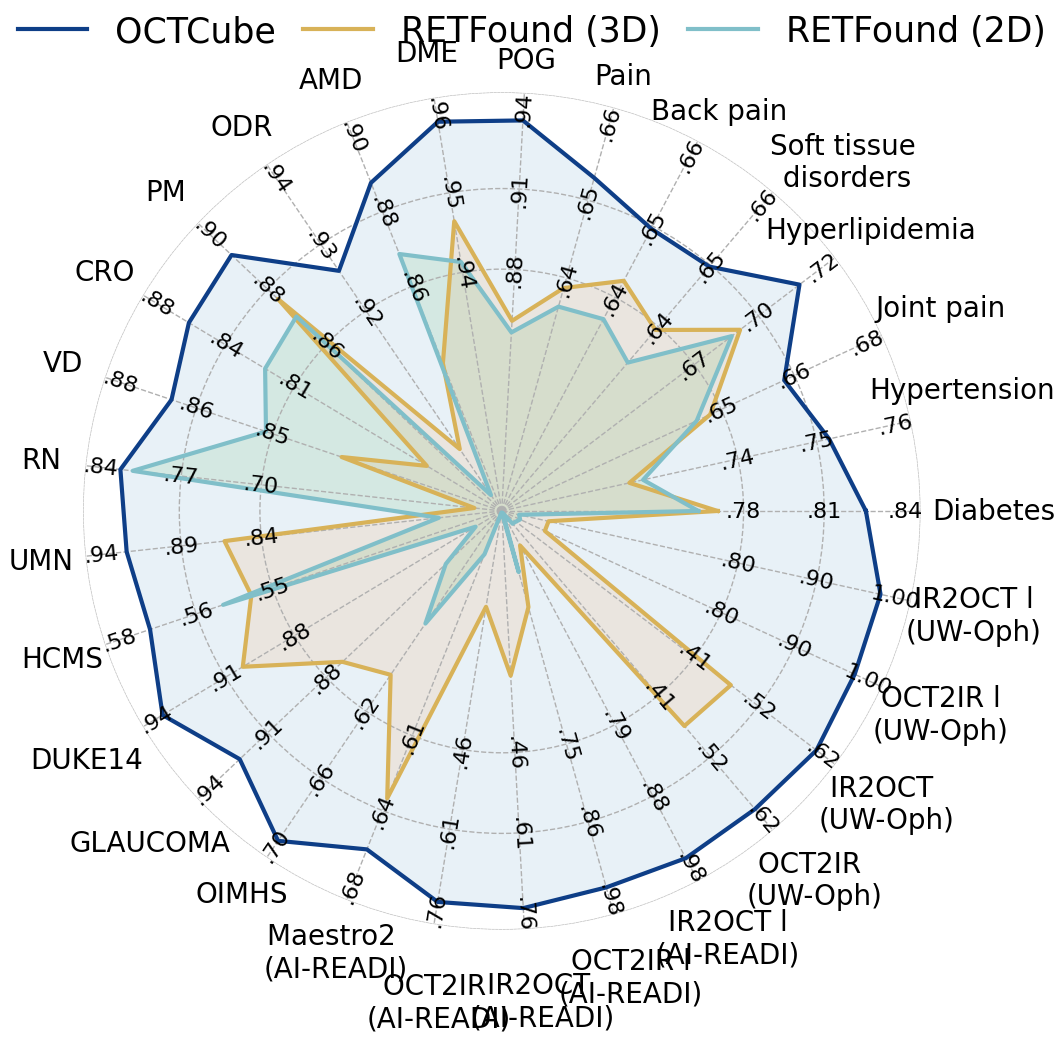 OCTCube RETFound (3D) RETFound (2D)
DME
POG
Pain
Back pain
Soft tissue
disorders
Hyperlipidemia
Joint pain
Hypertension
Diabetes
IR2OCT l
(UW-Oph)
OCT2IR l
(UW-Oph)
IR2OCT
(UW-Oph)
OCT2IR
(UW-Oph)
IR2OCT l
(AI-READI)
OCT2IR l
(AI-READI)
IR2OCT
(AI-READI)
OCT2IR
(AI-READI)
Maestro2
(AI-READI)
OIMHS
GLAUCOMA
DUKE14
HCMS
UMN
RN
VD
CRO
PM
ODR
AMD
.94 .95 .96
.88 .91 .94
.64 .65 .66
.64 .65 .66
.64 .65 .66
.67 .70 .72
.65 .66 .68
.74 .75 .76
.78 .81 .84
.80 .90 1.00
.80 .90 1.00
.41 .52 .62
.41 .52 .62
.79 .88 .98
.75 .86 .98
.46 .61 .76
.46 .61 .76
.61 .64 .68
.62 .66 .70
.88 .91 .94
.88 .91 .94
.55 .56 .58
.84 .89 .94
.70 .77 .84
.85 .86 .88
.81 .84 .88
.86 .88 .90
.92 .93 .94
.86 .88 .90